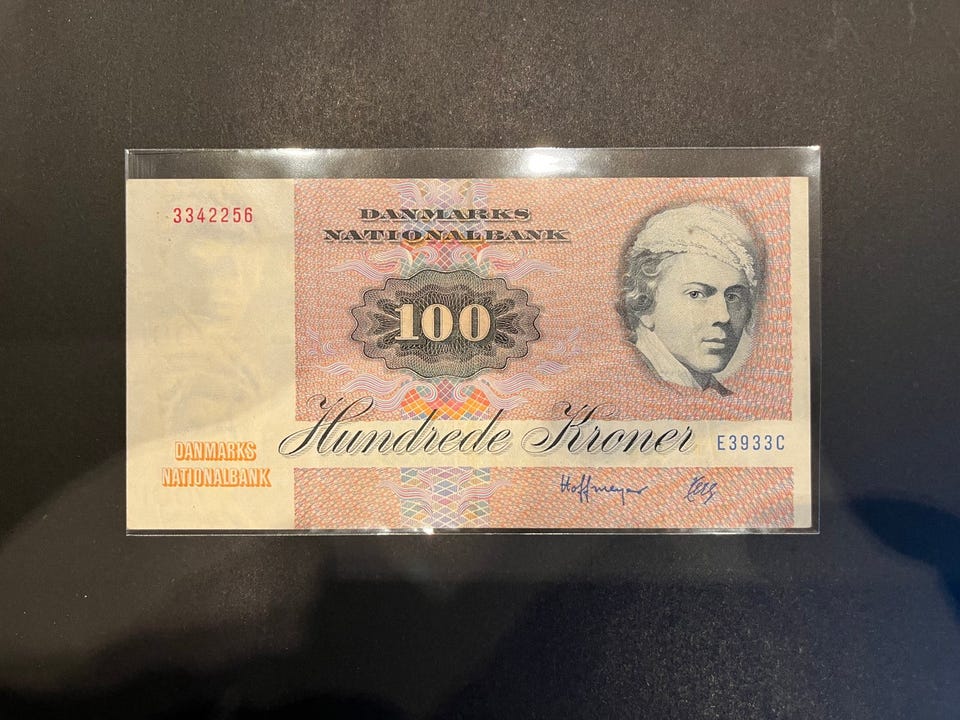 3342256
DANMARKS
NATIONALBANK
100
Hundrede Kroner
E3933C
DANMARKS
NATIONALBANK
Hoffmeyer